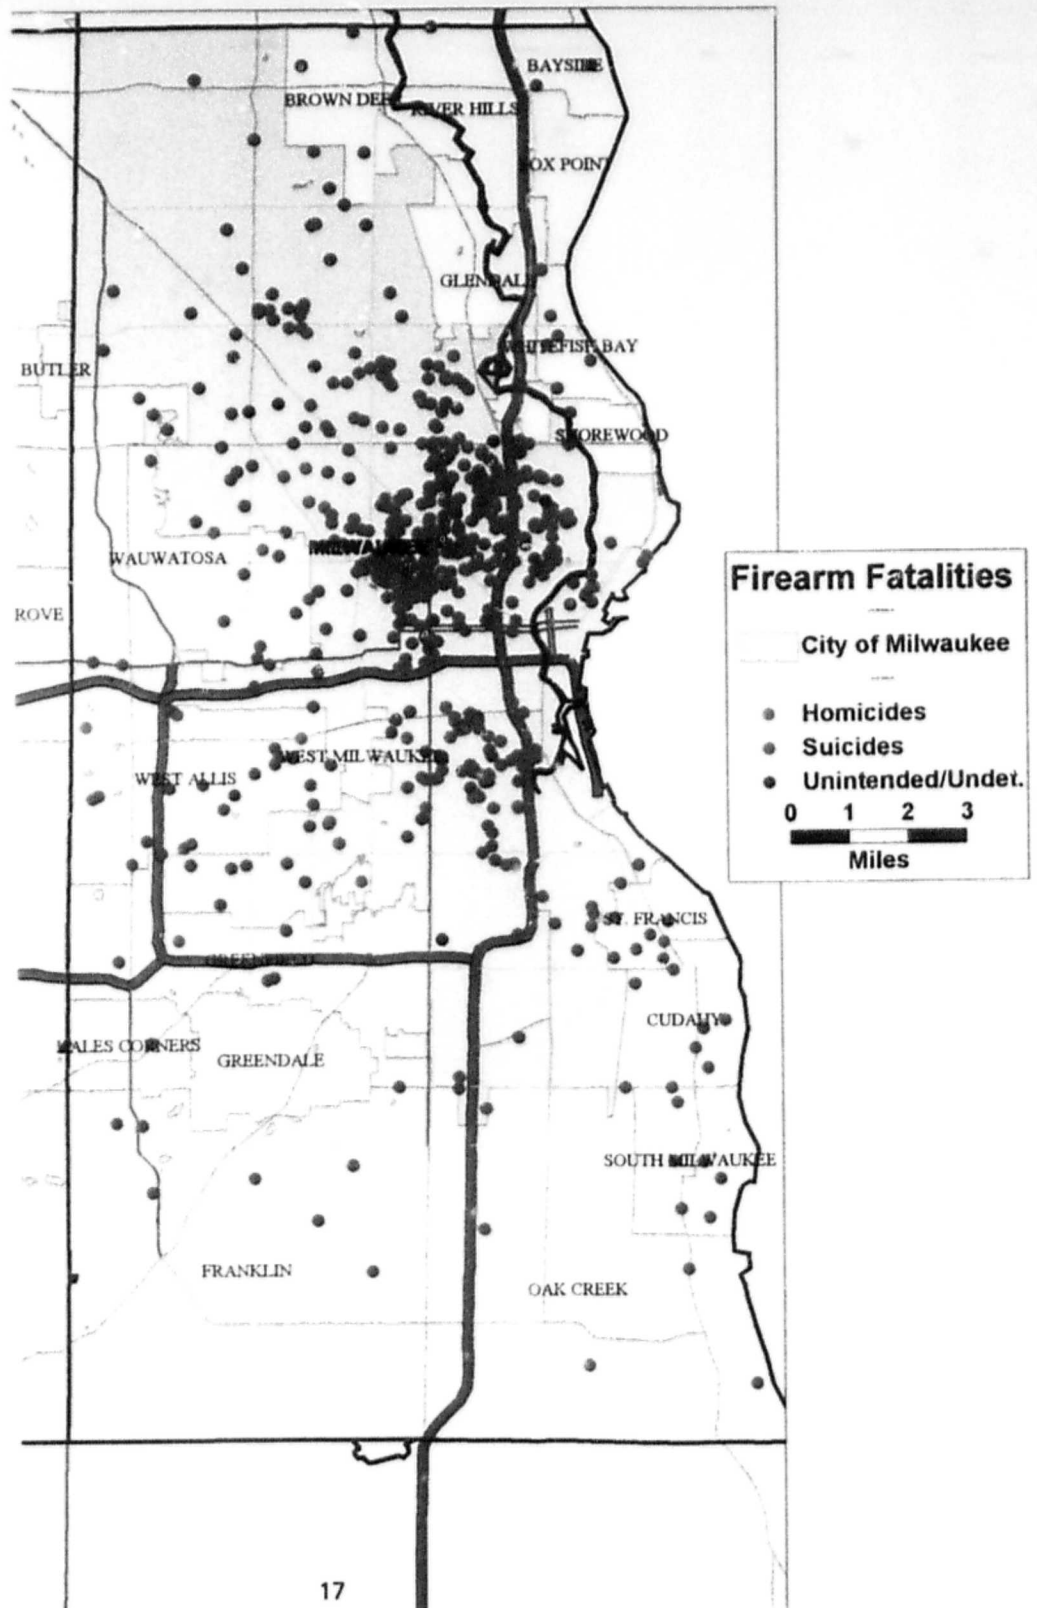 BAYSIDE
BROWN DEE
RIVER HILLS
FOX POINT
GLENDALE
WHITEFISH BAY
BUTLER
SHOREWOOD
MILWAUKEE
WAUWATOSA
ROVE
WEST MILWAUKEE
WEST ALLIS
ST. FRANCIS
GREENFIELD
CUDAHY
HALES CORNERS
GREENDALE
SOUTH MILWAUKEE
FRANKLIN
OAK CREEK
Firearm Fatalities
City of Milwaukee
Homicides
Suicides
Unintended/Undet.
0 1 2 3
Miles
17